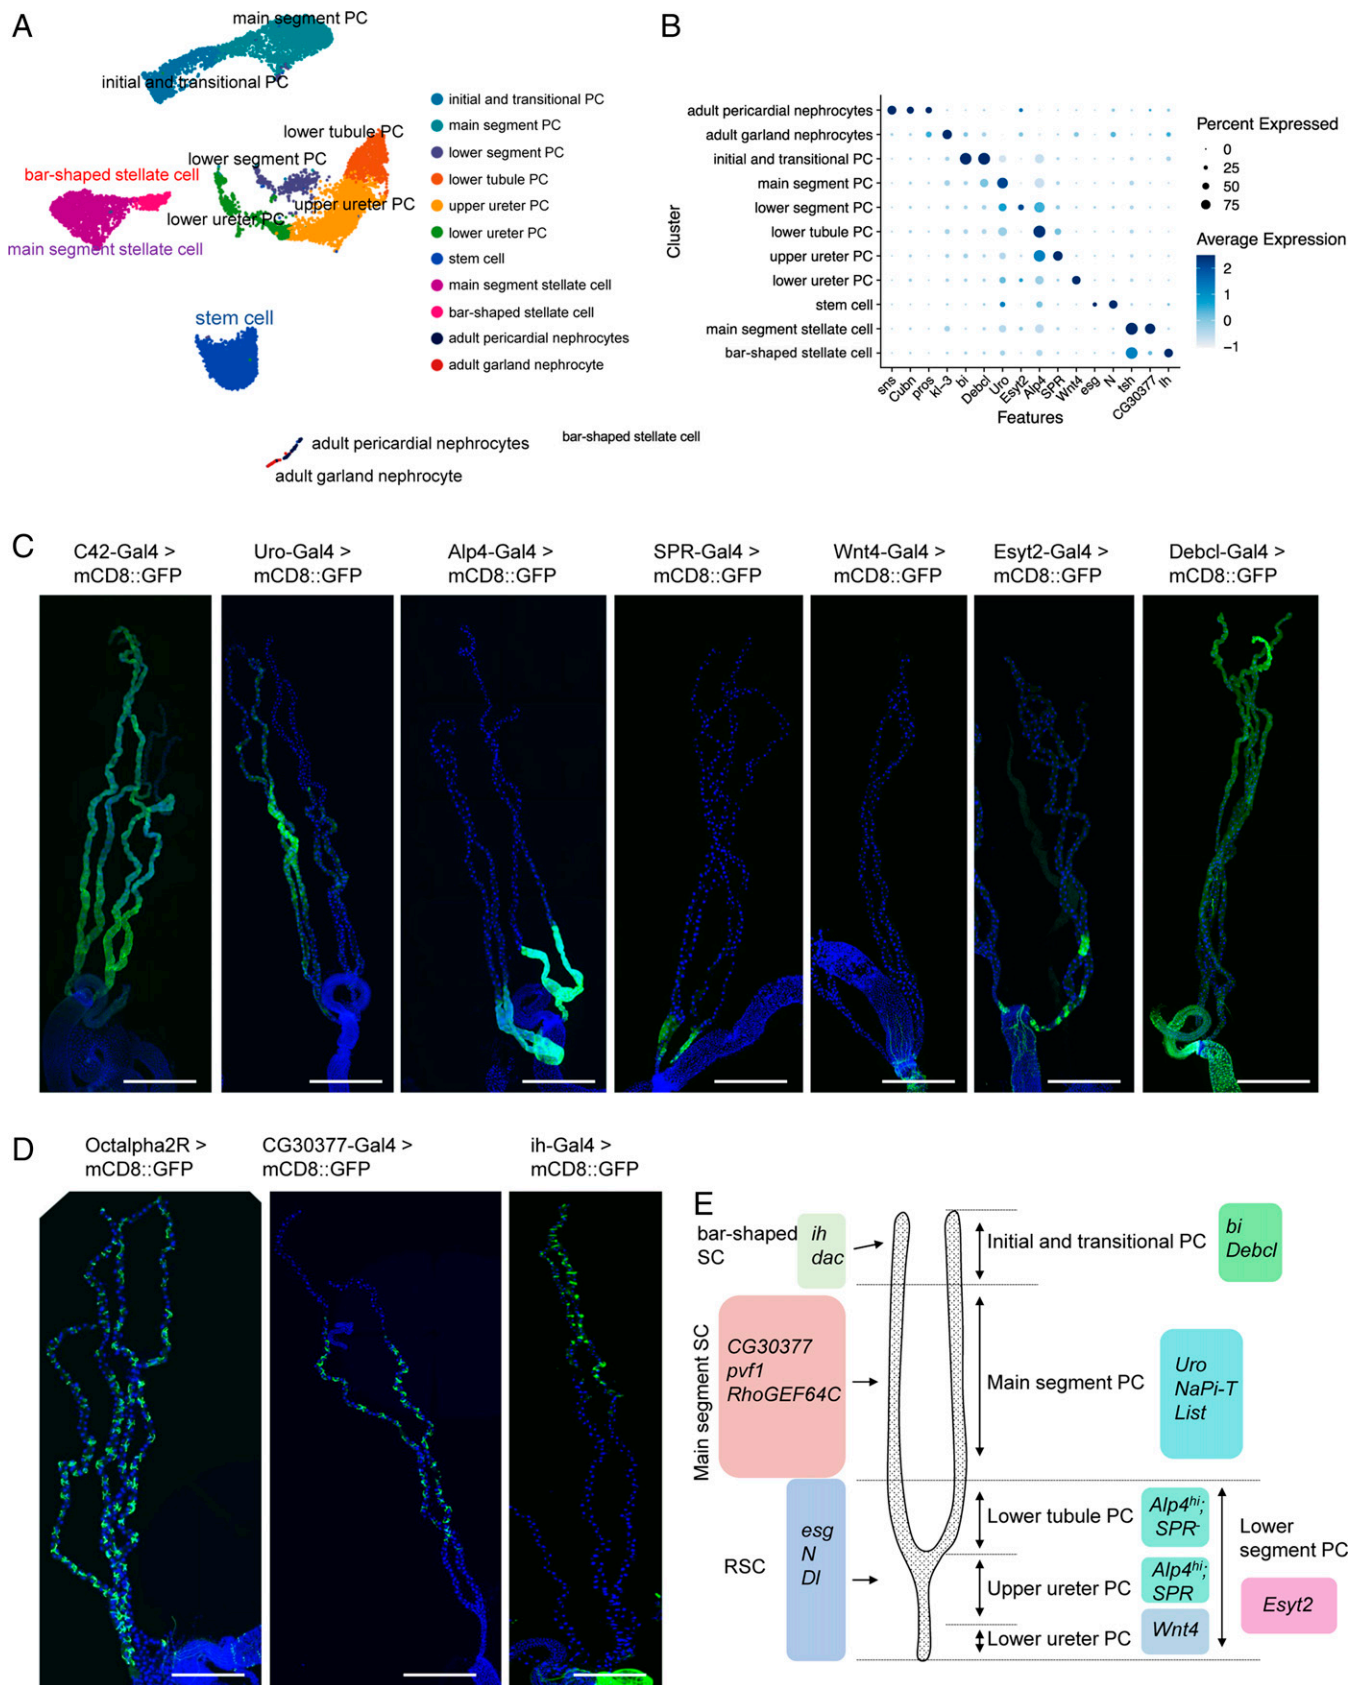 A
main segment PC
initial and transitional PC
lower tubule PC
lower segment PC
bar-shaped stellate cell
upper ureter PC
lower ureter PC
main segment stellate cell
stem cell
adult pericardial nephrocytes
adult garland nephrocyte
bar-shaped stellate cell
initial and transitional PC
main segment PC
lower segment PC
lower tubule PC
upper ureter PC
lower ureter PC
stem cell
main segment stellate cell
bar-shaped stellate cell
adult pericardial nephrocytes
adult garland nephrocyte
B
Cluster
adult pericardial nephrocytes
adult garland nephrocytes
initial and transitional PC
main segment PC
lower segment PC
lower tubule PC
upper ureter PC
lower ureter PC
stem cell
main segment stellate cell
bar-shaped stellate cell
sns
Cubn
pros
kl-3
bi
Debcl
Uro
Esyt2
Alp4
SPR
Wnt4
esg
N
tsh
CG30377
Ih
Features
Percent Expressed
0
25
50
75
Average Expression
2
1
0
−1
C
C42-Gal4 >
mCD8::GFP
Uro-Gal4 >
mCD8::GFP
Alp4-Gal4 >
mCD8::GFP
SPR-Gal4 >
mCD8::GFP
Wnt4-Gal4 >
mCD8::GFP
Esyt2-Gal4 >
mCD8::GFP
Debcl-Gal4 >
mCD8::GFP
D
Octalpha2R >
mCD8::GFP
CG30377-Gal4 >
mCD8::GFP
ih-Gal4 >
mCD8::GFP
E
bar-shaped
SC
ih
dac
Main segment SC
CG30377
pvf1
RhoGEF64C
RSC
esg
N
Dl
Initial and transitional PC
bi
Debcl
Main segment PC
Uro
NaPi-T
List
Lower tubule PC
Alp4hi;
SPR-
Upper ureter PC
Alp4hi;
SPR
Lower ureter PC
Wnt4
Lower
segment PC
Esyt2